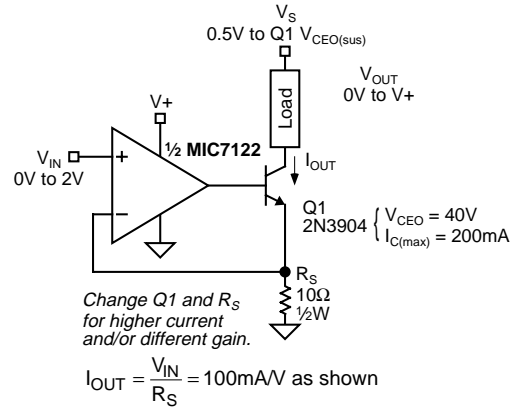 V_S
0.5V to Q1 V_CEO(sus)
V_OUT
0V to V+
Load
V+
½ MIC7122
I_OUT
V_IN
0V to 2V
+
−
Q1
2N3904
{ V_CEO = 40V
I_C(max) = 200mA
R_S
10Ω
½W
Change Q1 and R_S
for higher current
and/or different gain.
I_OUT = V_IN / R_S = 100mA/V as shown